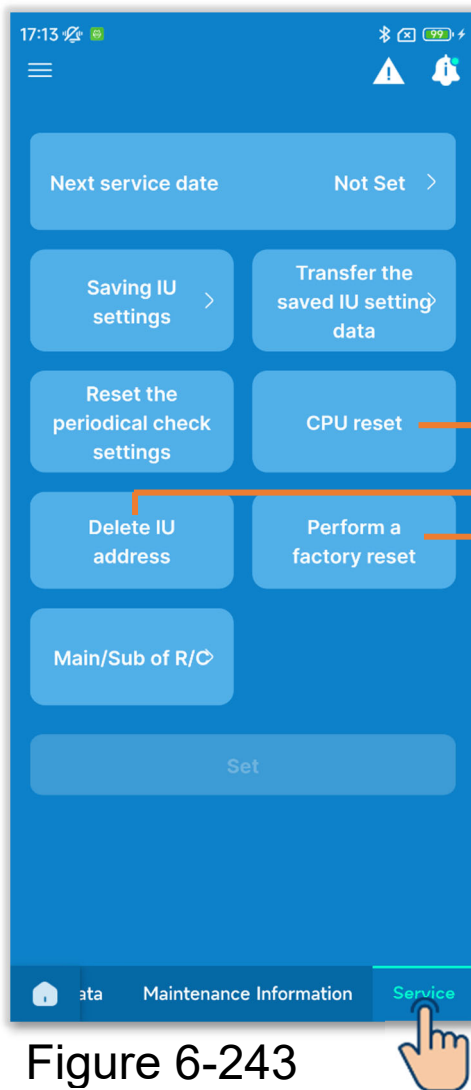 17:13
99
Next service date
Not Set
Saving IU
settings
Transfer the
saved IU setting
data
Reset the
periodical check
settings
CPU reset
Delete IU
address
Perform a
factory reset
Main/Sub of R/C
Set
ata
Maintenance Information
Service
Figure 6-243